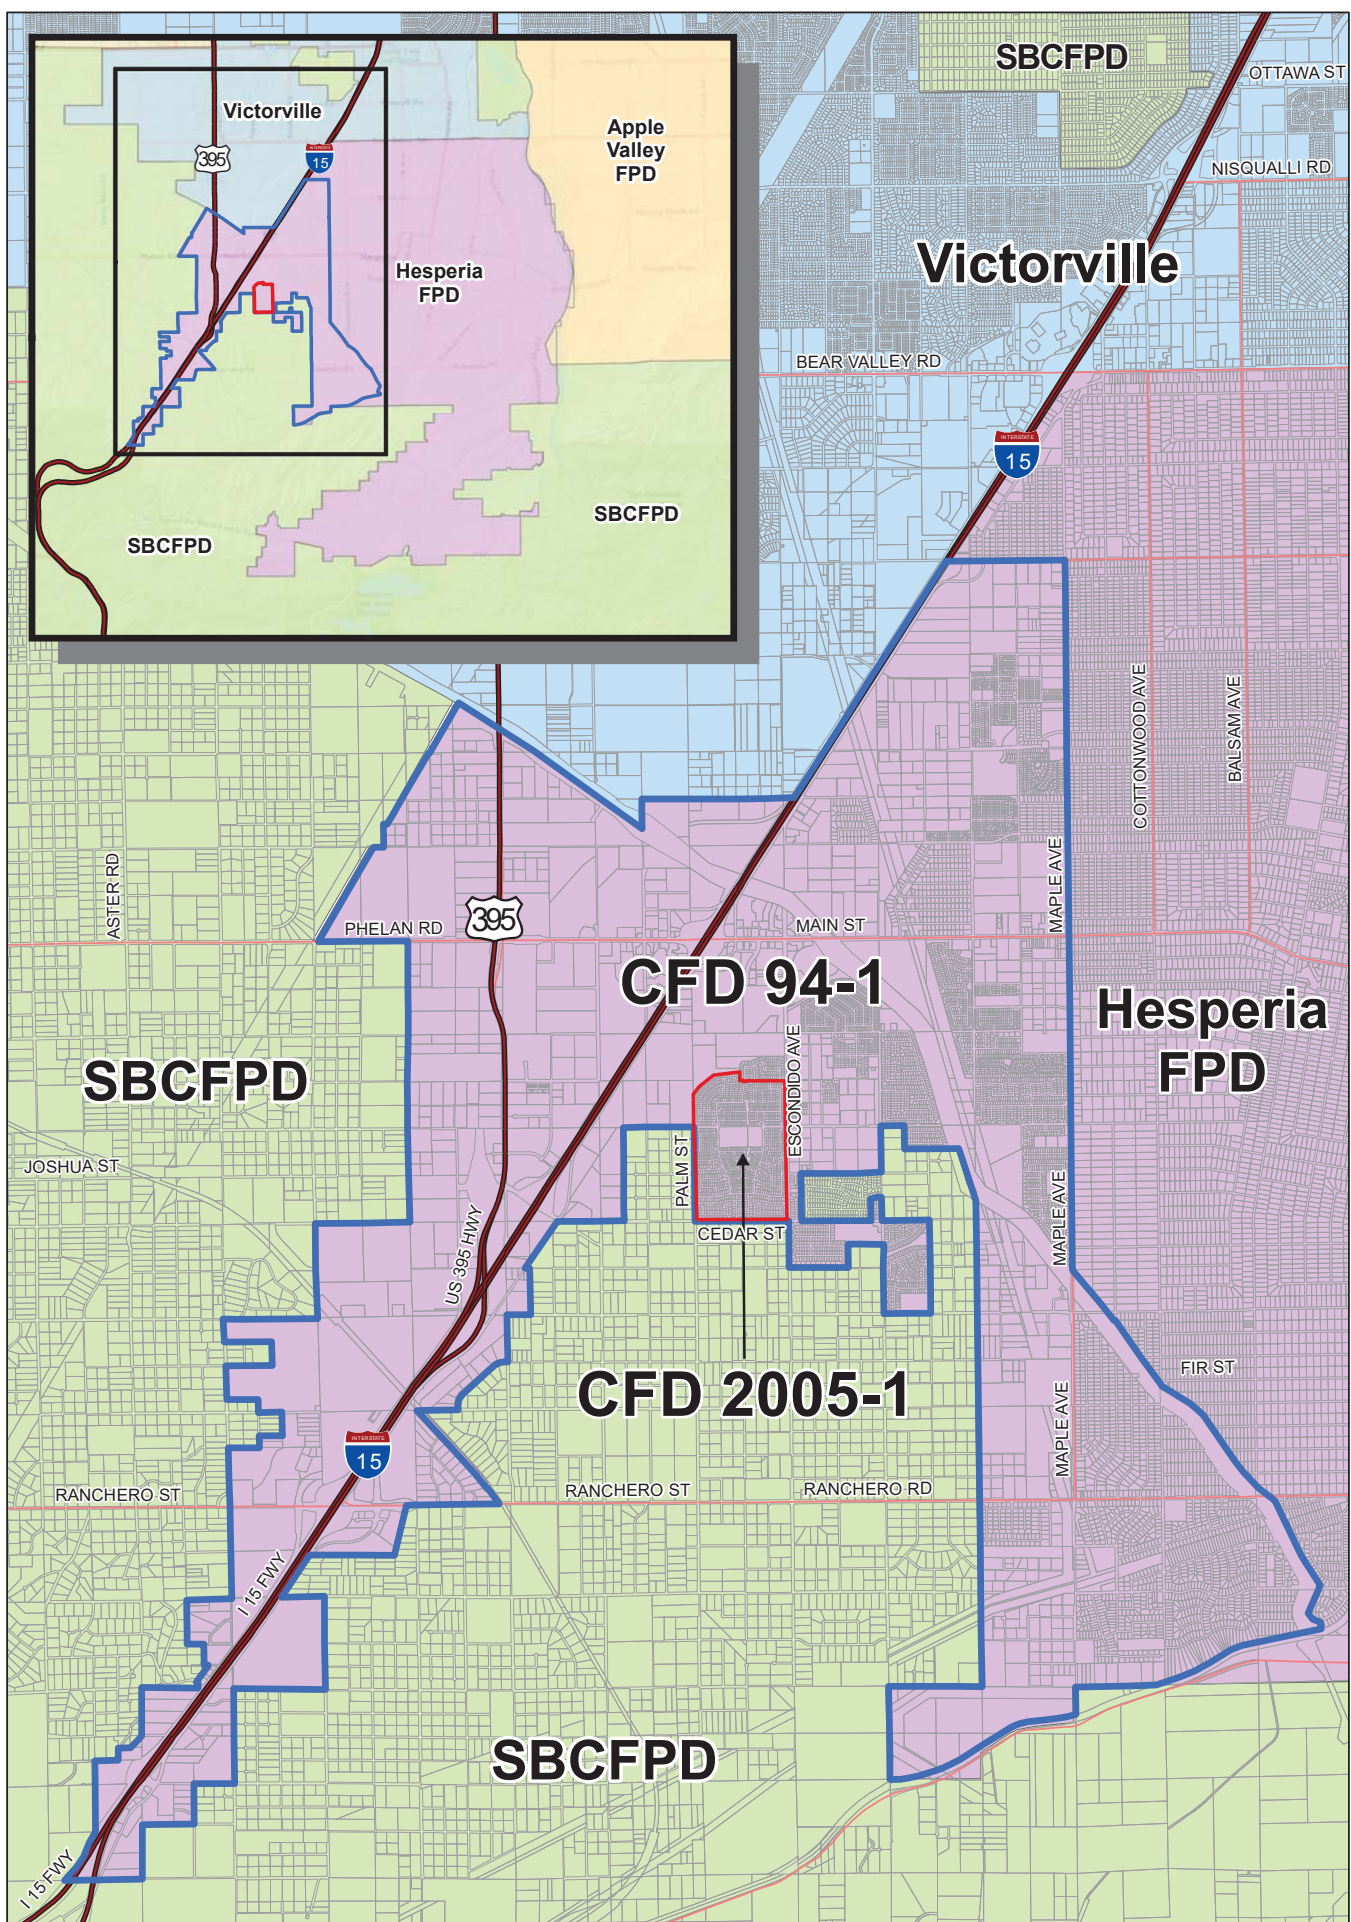 SBCFPD
OTTAWA ST
NISQUALLI RD
Victorville
BEAR VALLEY RD
INTERSTATE
15
Victorville
395
INTERSTATE
15
Apple
Valley
FPD
Hesperia
FPD
SBCFPD
SBCFPD
COTTONWOOD AVE
BALSAM AVE
ASTER RD
MAPLE AVE
PHELAN RD
395
MAIN ST
CFD 94-1
Hesperia
FPD
SBCFPD
ESCONDIDO AVE
JOSHUA ST
PALM ST
MAPLE AVE
CEDAR ST
US 395 HWY
FIR ST
CFD 2005-1
MAPLE AVE
INTERSTATE
15
RANCHERO ST
RANCHERO ST
RANCHERO RD
I 15 FWY
SBCFPD
I 15 FWY